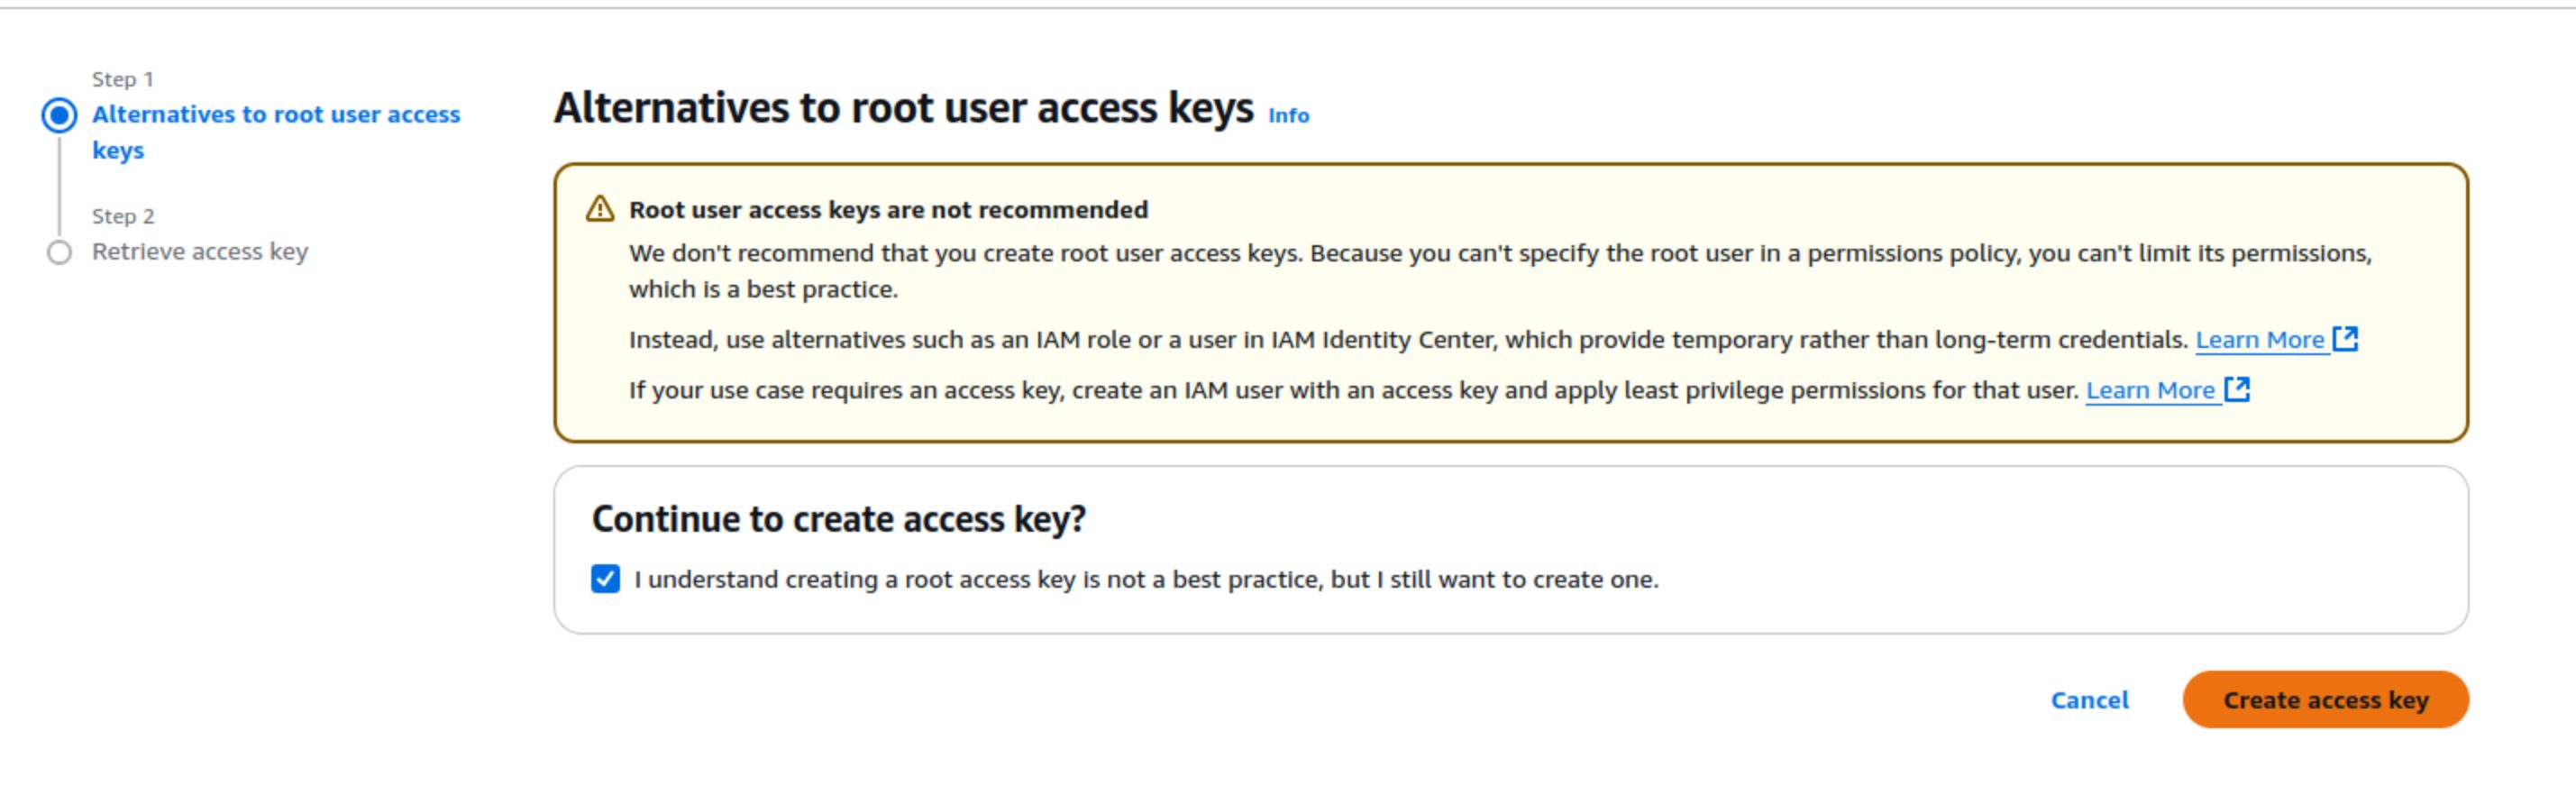 Step 1
Alternatives to root user access
keys
Step 2
Retrieve access key
Alternatives to root user access keys Info
Root user access keys are not recommended
We don't recommend that you create root user access keys. Because you can't specify the root user in a permissions policy, you can't limit its permissions,
which is a best practice.
Instead, use alternatives such as an IAM role or a user in IAM Identity Center, which provide temporary rather than long-term credentials. Learn More
If your use case requires an access key, create an IAM user with an access key and apply least privilege permissions for that user. Learn More
Continue to create access key?
I understand creating a root access key is not a best practice, but I still want to create one.
Cancel Create access key